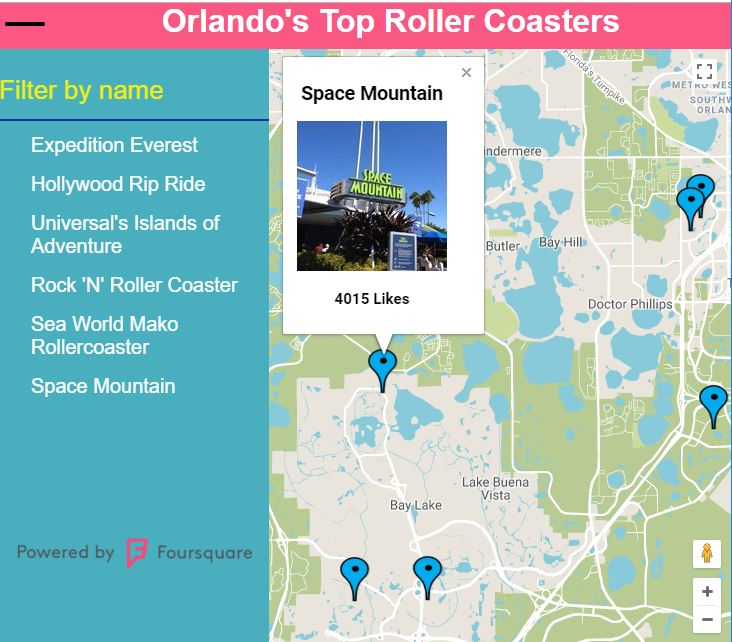 Orlando's Top Roller Coasters
Filter by name
Expedition Everest
Hollywood Rip Ride
Universal's Islands of
Adventure
Rock 'N' Roller Coaster
Sea World Mako
Rollercoaster
Space Mountain
Powered by Foursquare
Space Mountain
SPACE
MOUNTAIN
4015 Likes
Florida's Turnpike
METRO WES
SOUTHW
ORLAN
indermere
Butler
Bay Hill
Doctor Phillips
Lake Buena
Vista
Bay Lake